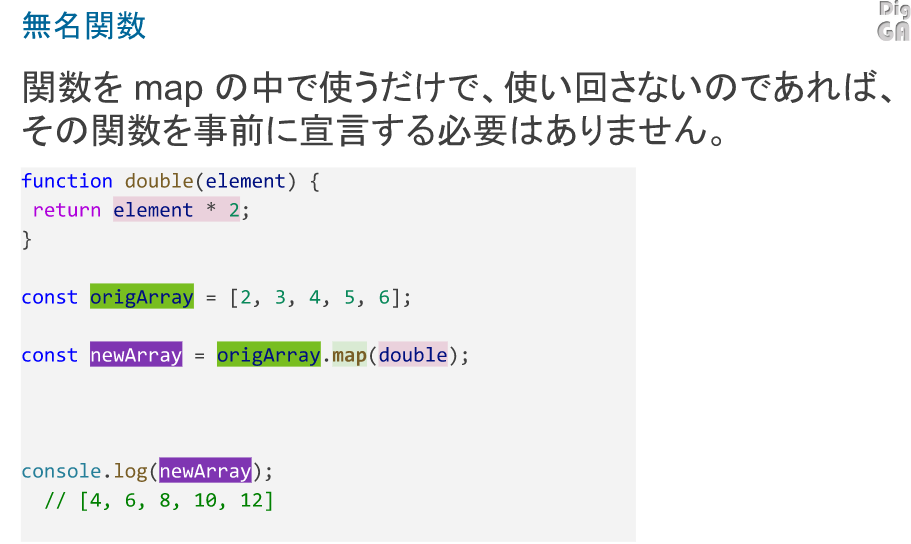 無名関数
Dig
GA
関数を map の中で使うだけで、使い回さないのであれば、
その関数を事前に宣言する必要はありません。
function double(element) {
 return element * 2;
}
const origArray = [2, 3, 4, 5, 6];
const newArray = origArray.map(double);
console.log(newArray);
  // [4, 6, 8, 10, 12]